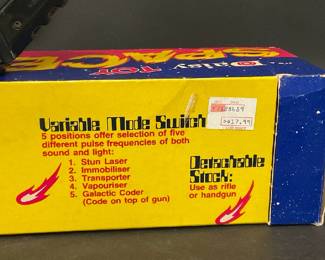 Daisy TOY
SPACE
$17.99
Variable Mode Switch
5 positions offer selection of five
different pulse frequencies of both
sound and light:
1. Stun Laser
2. Immobiliser
3. Transporter
4. Vapouriser
5. Galactic Coder
(Code on top of gun)
Detachable
Stock:
Use as rifle
or handgun